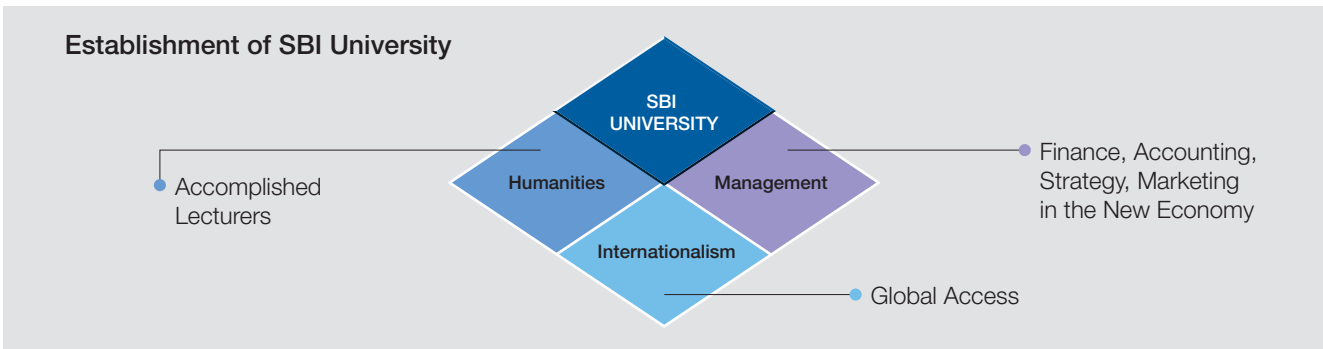 Establishment of SBI University
SBI
UNIVERSITY
Humanities
Management
Internationalism
Accomplished
Lecturers
Finance, Accounting,
Strategy, Marketing
in the New Economy
Global Access